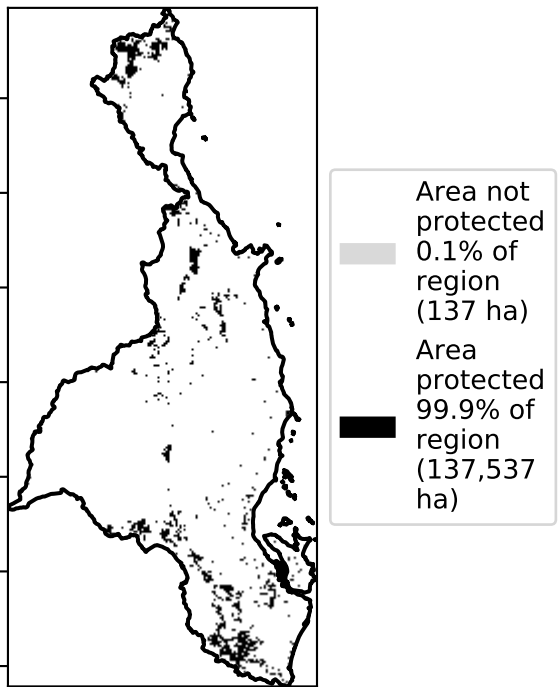 Area not
protected
0.1% of
region
(137 ha)
Area
protected
99.9% of
region
(137,537
ha)